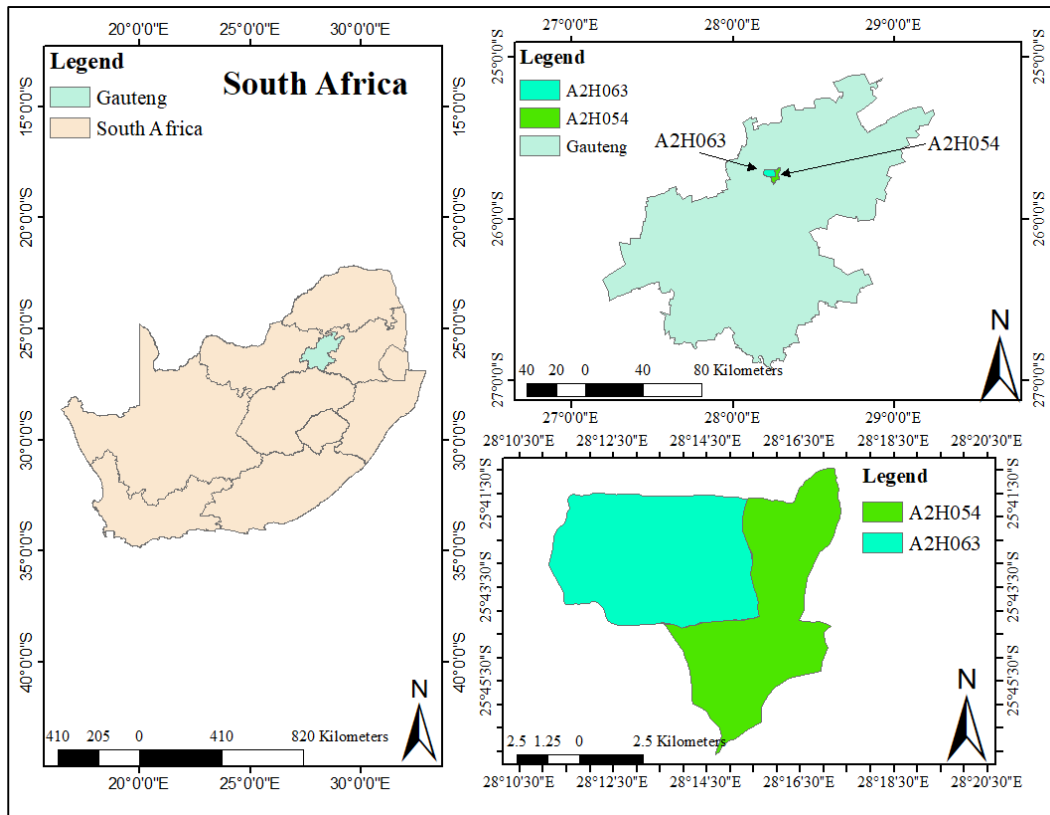 20°0'0"E 25°0'0"E 30°0'0"E
Legend
Gauteng
South Africa
South Africa
15°0'0"S 15°0'0"S
20°0'0"S 20°0'0"S
25°0'0"S 25°0'0"S
30°0'0"S 30°0'0"S
35°0'0"S 35°0'0"S
40°0'0"S 40°0'0"S
N
410 205 0 410 820 Kilometers
20°0'0"E 25°0'0"E 30°0'0"E
27°0'0"E 28°0'0"E 29°0'0"E
25°0'0"S 25°0'0"S
Legend
A2H063
A2H054
Gauteng
A2H063
A2H054
26°0'0"S 26°0'0"S
N
40 20 0 40 80 Kilometers
27°0'0"S 27°0'0"S
27°0'0"E 28°0'0"E 29°0'0"E
28°10'30"E 28°12'30"E 28°14'30"E 28°16'30"E 28°18'30"E 28°20'30"E
Legend
A2H054
A2H063
25°41'30"S 25°41'30"S
25°43'30"S 25°43'30"S
25°45'30"S 25°45'30"S
N
2.5 1.25 0 2.5 Kilometers
28°10'30"E 28°12'30"E 28°14'30"E 28°16'30"E 28°18'30"E 28°20'30"E